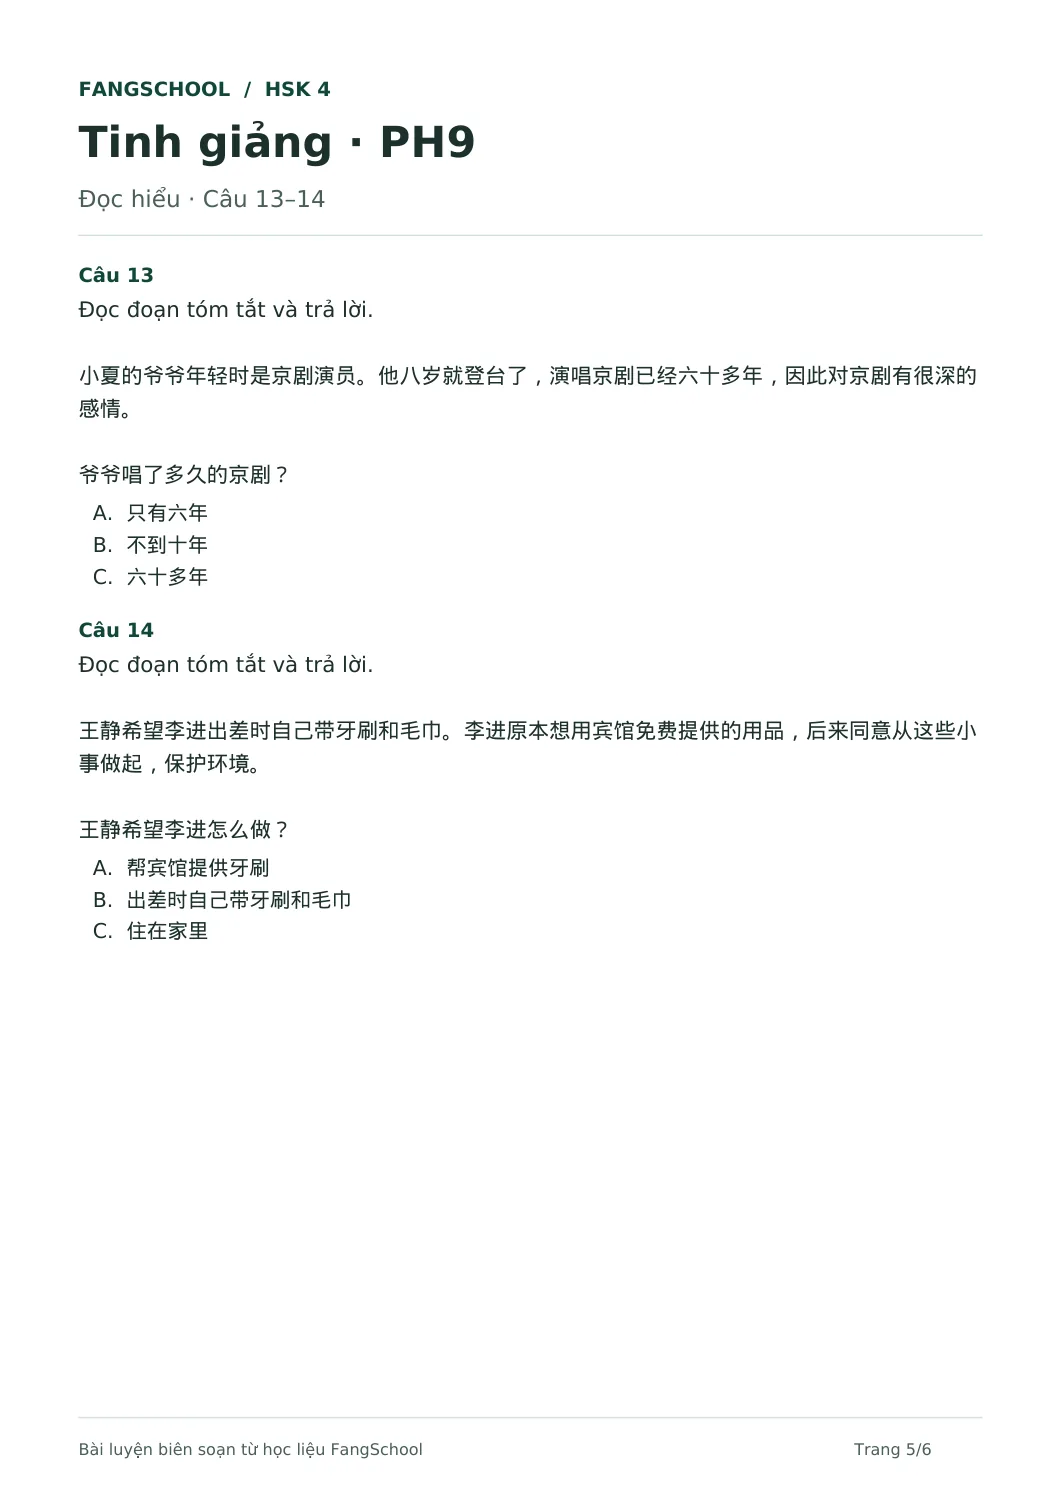 FANGSCHOOL / HSK 4
Tinh giảng · PH9
Đọc hiểu · Câu 13–14
Câu 13
Đọc đoạn tóm tắt và trả lời.
小夏的爷爷年轻时是京剧演员。他八岁就登台了，演唱京剧已经六十多年，因此对京剧有很深的
感情。
爷爷唱了多久的京剧？
A. 只有六年
B. 不到十年
C. 六十多年
Câu 14
Đọc đoạn tóm tắt và trả lời.
王静希望李进出差时自己带牙刷和毛巾。李进原本想用宾馆免费提供的用品，后来同意从这些小
事做起，保护环境。
王静希望李进怎么做？
A. 帮宾馆提供牙刷
B. 出差时自己带牙刷和毛巾
C. 住在家里
Bài luyện biên soạn từ học liệu FangSchool
Trang 5/6